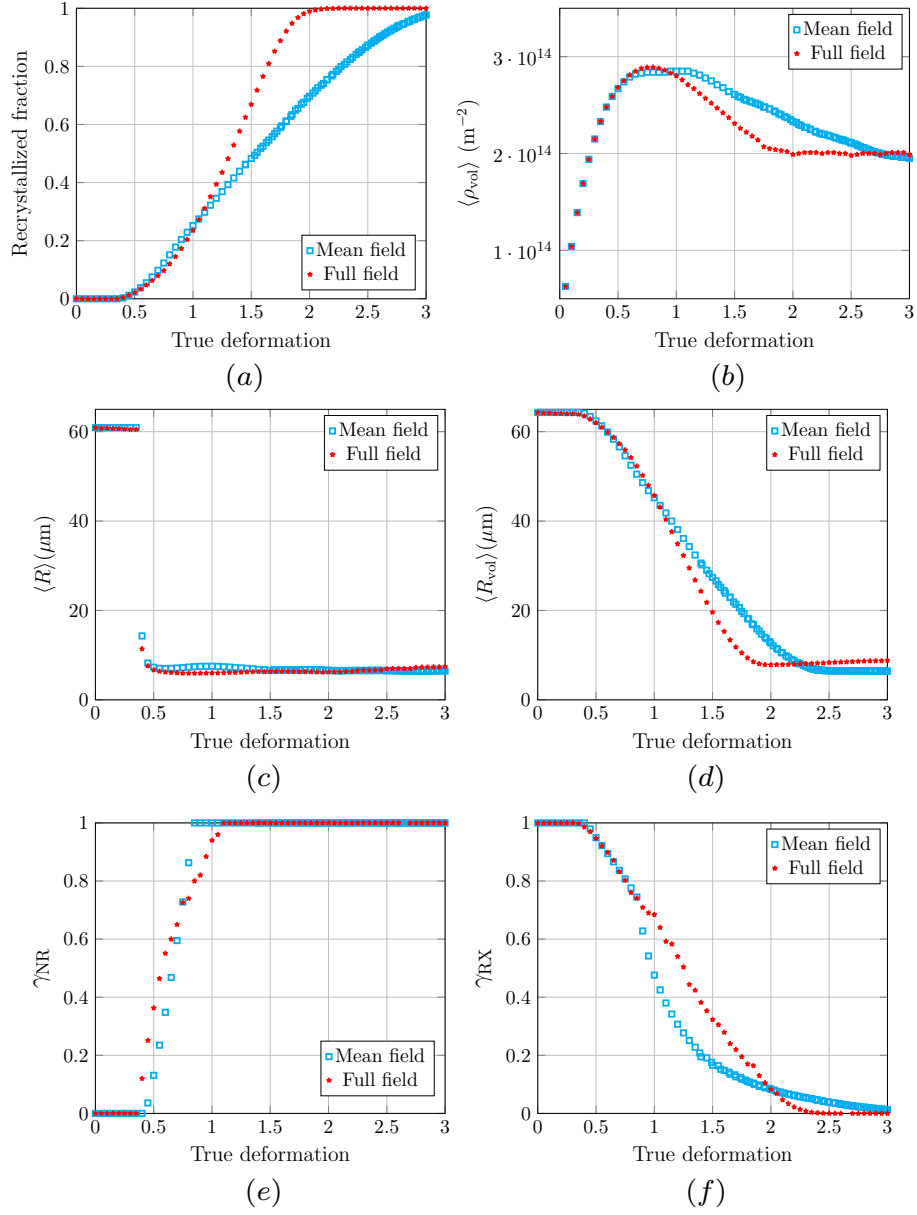 1
0.8
0.6
0.4
0.2
0
Recrystallized fraction
Mean field
Full field
0 0.5 1 1.5 2 2.5 3
True deformation
(a)
3 · 10^14
2 · 10^14
1 · 10^14
⟨ρvol⟩ (m−2)
Mean field
Full field
0 0.5 1 1.5 2 2.5 3
True deformation
(b)
60
40
20
0
⟨R⟩(μm)
Mean field
Full field
0 0.5 1 1.5 2 2.5 3
True deformation
(c)
60
40
20
0
⟨Rvol⟩(μm)
Mean field
Full field
0 0.5 1 1.5 2 2.5 3
True deformation
(d)
1
0.8
0.6
0.4
0.2
0
γNR
Mean field
Full field
0 0.5 1 1.5 2 2.5 3
True deformation
(e)
1
0.8
0.6
0.4
0.2
0
γRX
Mean field
Full field
0 0.5 1 1.5 2 2.5 3
True deformation
(f)